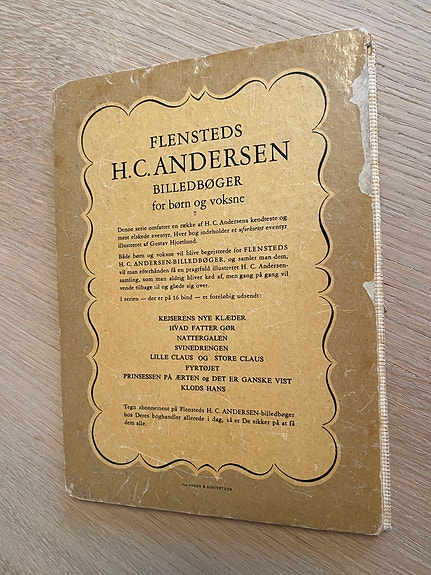 FLENSTEDS
H.C. ANDERSEN
BILLEDBØGER
for børn og voksne
Denne serie omfatter en række af H. C. Andersens kendteste og
mest elskede eventyr. Hver bog indeholder et uforkortet eventyr
illustreret af Gustav Hjortlund.
Både børn og voksne vil blive begejstrede for FLENSTEDS
H. C. ANDERSEN-BILLEDBØGER, og samler man dem,
vil man efterhånden få en pragtfuld illustreret H. C. Andersen-
samling, som man aldrig bliver ked af, men gang på gang vil
vende tilbage til og glæde sig over.
I serien — der er på 16 bind — er foreløbig udsendt:
KEJSERENS NYE KLÆDER
HVAD FATTER GØR
NATTERGALEN
SVINEDRENGEN
LILLE CLAUS OG STORE CLAUS
FYRTØJET
PRINSESSEN PÅ ÆRTEN og DET ER GANSKE VIST
KLODS HANS
Tegn abonnement på Flensteds H. C. ANDERSEN-billedbøger
hos Deres boghandler allerede i dag, så er De sikker på at få
dem alle.